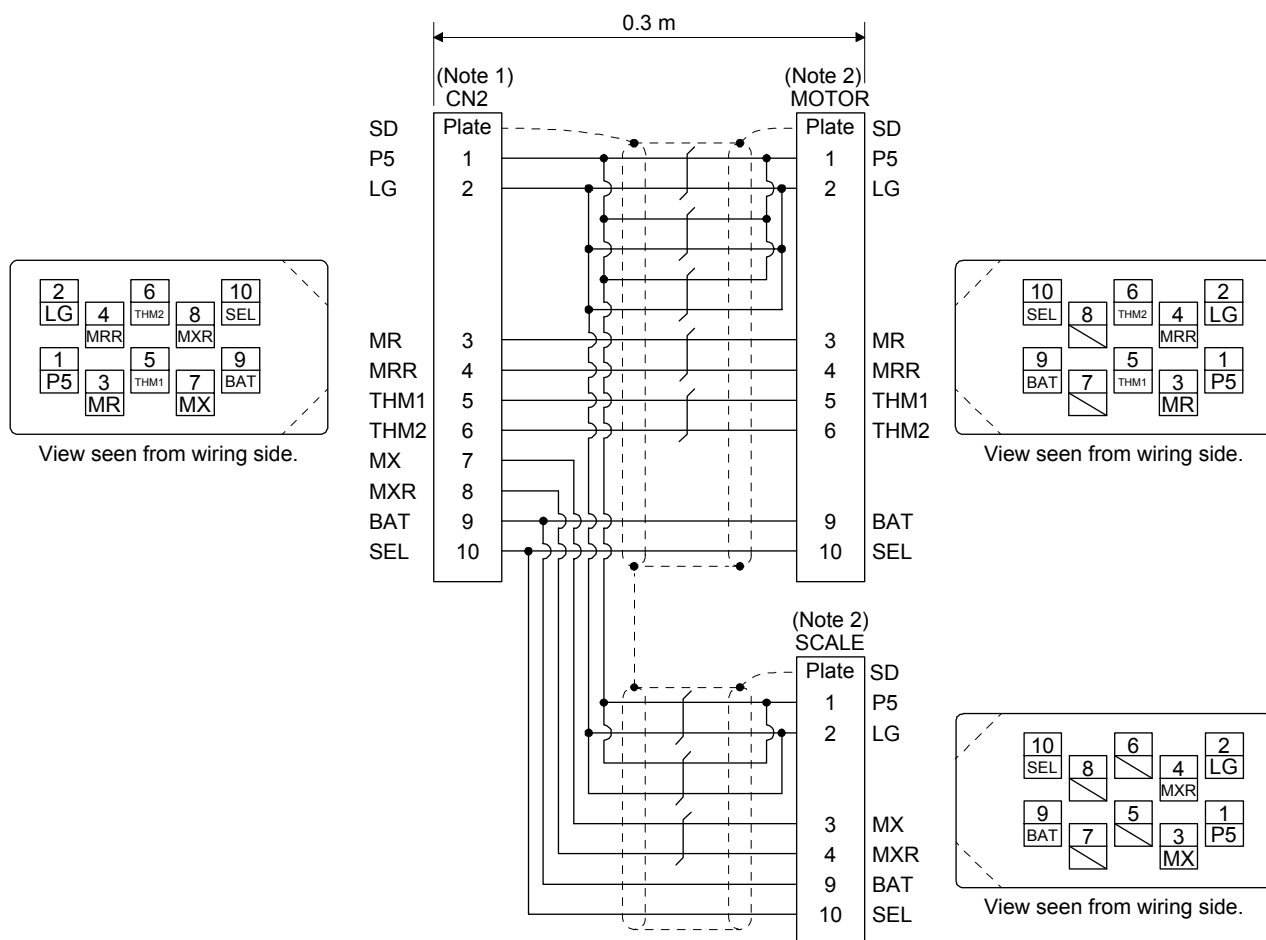 0.3 m
(Note 1)
CN2
(Note 2)
MOTOR
SD Plate Plate SD
P5 1 1 P5
LG 2 2 LG
MR 3 3 MR
MRR 4 4 MRR
THM1 5 5 THM1
THM2 6 6 THM2
MX 7
MXR 8
BAT 9 9 BAT
SEL 10 10 SEL
2 6 10
LG 4 THM2 8 SEL
MRR MXR
1 5 9
P5 3 THM1 7 BAT
MR MX
View seen from wiring side.
10 6 2
SEL 8 THM2 4 LG
MRR
9 5 1
BAT 7 THM1 3 P5
MR
View seen from wiring side.
(Note 2)
SCALE
Plate SD
1 P5
2 LG
3 MX
4 MXR
9 BAT
10 SEL
10 6 2
SEL 8 4 LG
MXR
9 5 1
BAT 7 3 P5
MX
View seen from wiring side.